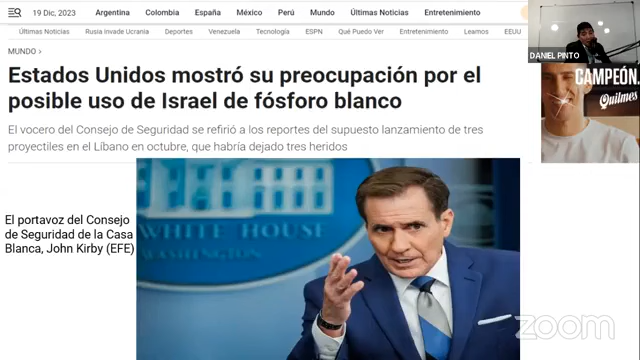 19 Dic, 2023
Argentina Colombia España México Perú Mundo Últimas Noticias Entretenimiento
Últimas Noticias Rusia Invade Ucrania Deportes Venezuela Tecnología ESPN Qué Puedo Ver Entretenimiento Leamos EEUU
MUNDO >
Estados Unidos mostró su preocupación por el
posible uso de Israel de fósforo blanco
El vocero del Consejo de Seguridad se refirió a los reportes del supuesto lanzamiento de tres
proyectiles en el Líbano en octubre, que habría dejado tres heridos
DANIEL PINTO
CAMPEÓN.
Quilmes
El portavoz del Consejo
de Seguridad de la Casa
Blanca, John Kirby (EFE)
WHITE HOUSE
WASHINGTON
zoom